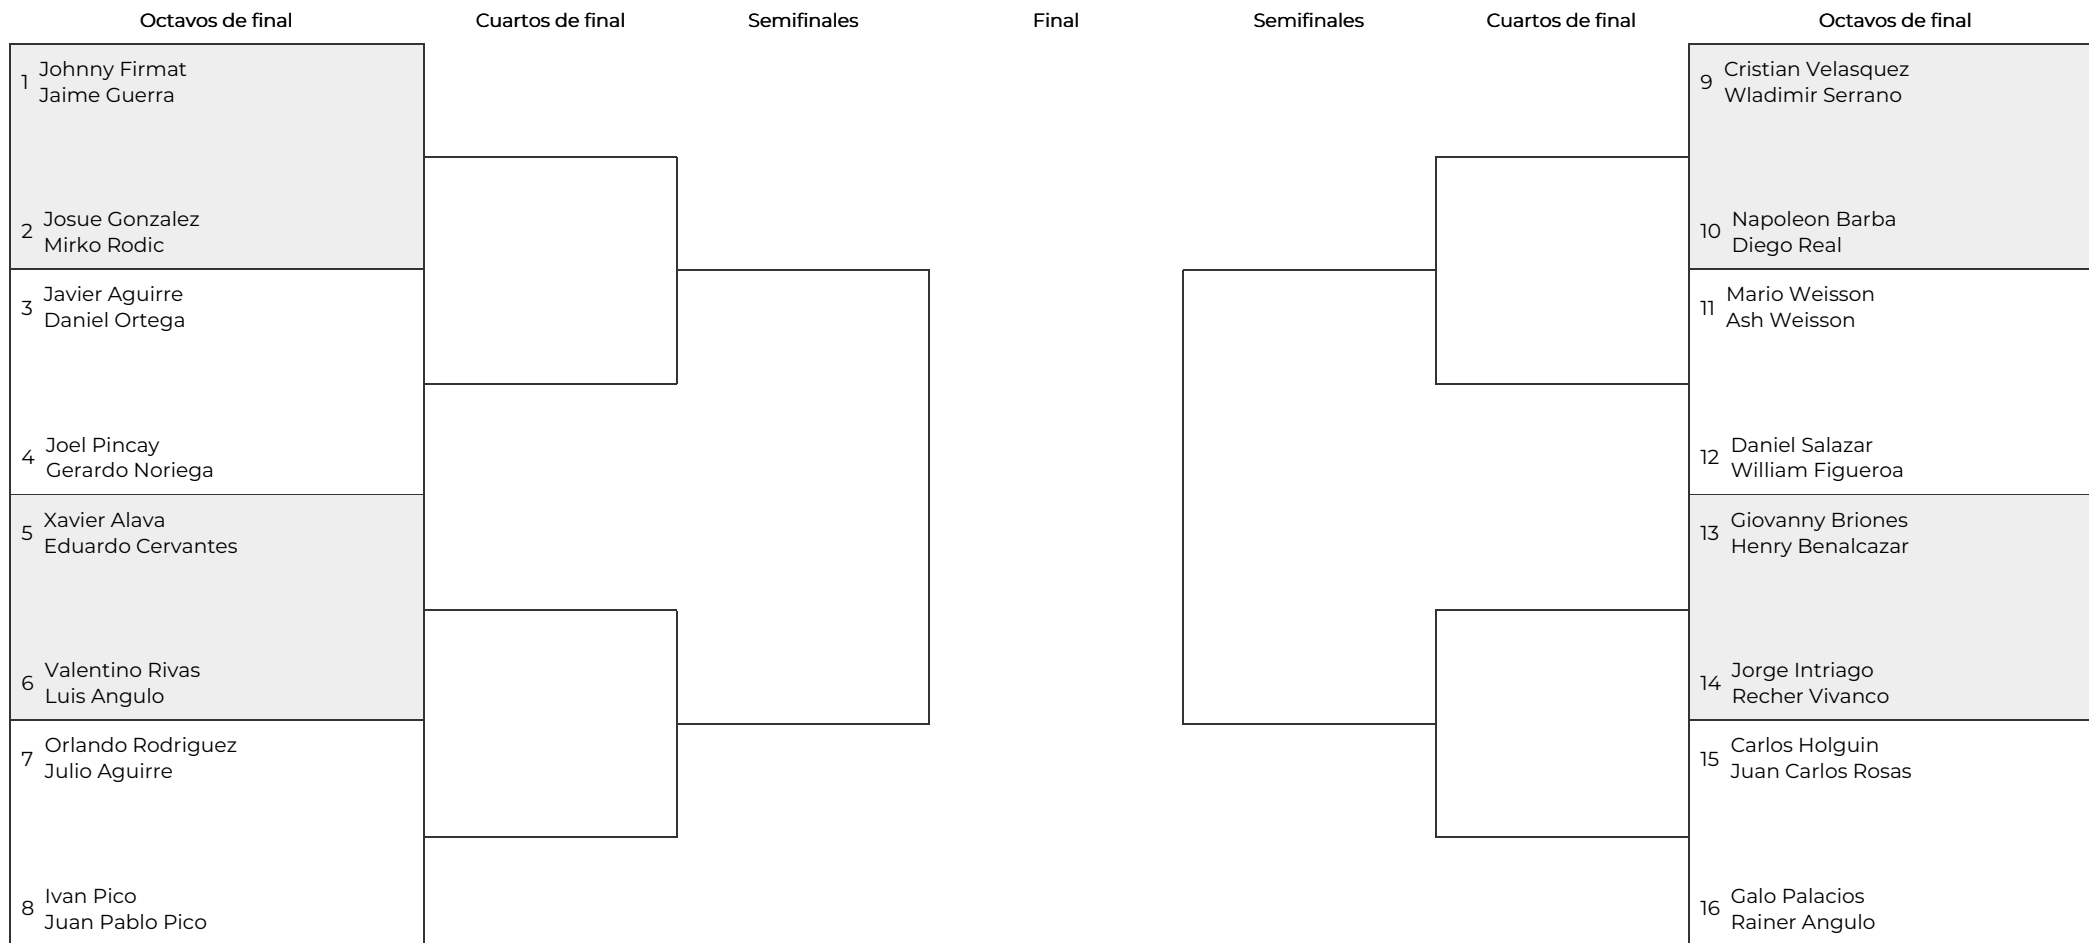 Octavos de final
Cuartos de final
Semifinales
Final
Semifinales
Cuartos de final
Octavos de final
1
Johnny Firmat
Jaime Guerra
2
Josue Gonzalez
Mirko Rodic
3
Javier Aguirre
Daniel Ortega
4
Joel Pincay
Gerardo Noriega
5
Xavier Alava
Eduardo Cervantes
6
Valentino Rivas
Luis Angulo
7
Orlando Rodriguez
Julio Aguirre
8
Ivan Pico
Juan Pablo Pico
9
Cristian Velasquez
Wladimir Serrano
10
Napoleon Barba
Diego Real
11
Mario Weisson
Ash Weisson
12
Daniel Salazar
William Figueroa
13
Giovanny Briones
Henry Benalcazar
14
Jorge Intriago
Recher Vivanco
15
Carlos Holguin
Juan Carlos Rosas
16
Galo Palacios
Rainer Angulo